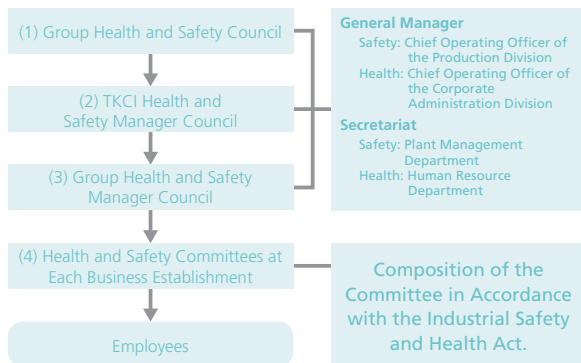 (1) Group Health and Safety Council
(2) TKCI Health and
Safety Manager Council
(3) Group Health and Safety
Manager Council
(4) Health and Safety Committees at
Each Business Establishment
Employees
General Manager
Safety: Chief Operating Officer of
the Production Division
Health: Chief Operating Officer of
the Corporate
Administration Division
Secretariat
Safety: Plant Management
Department
Health: Human Resource
Department
Composition of the
Committee in Accordance
with the Industrial Safety
and Health Act.